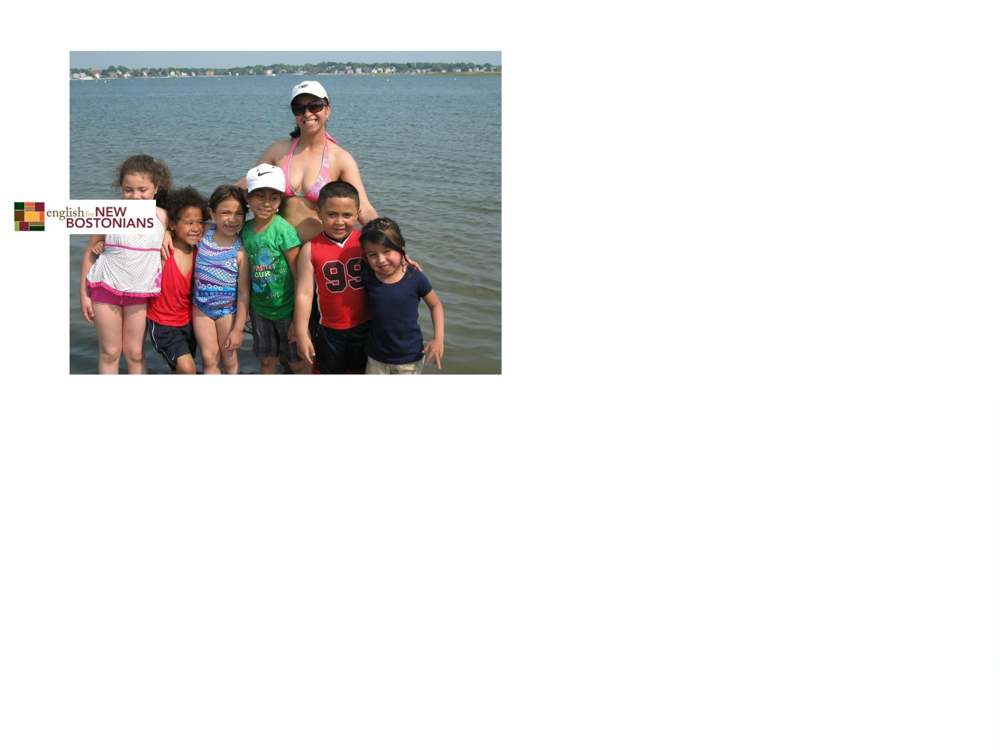 english for NEW
BOSTONIANS
PROTECT
OUR
PLANET
99